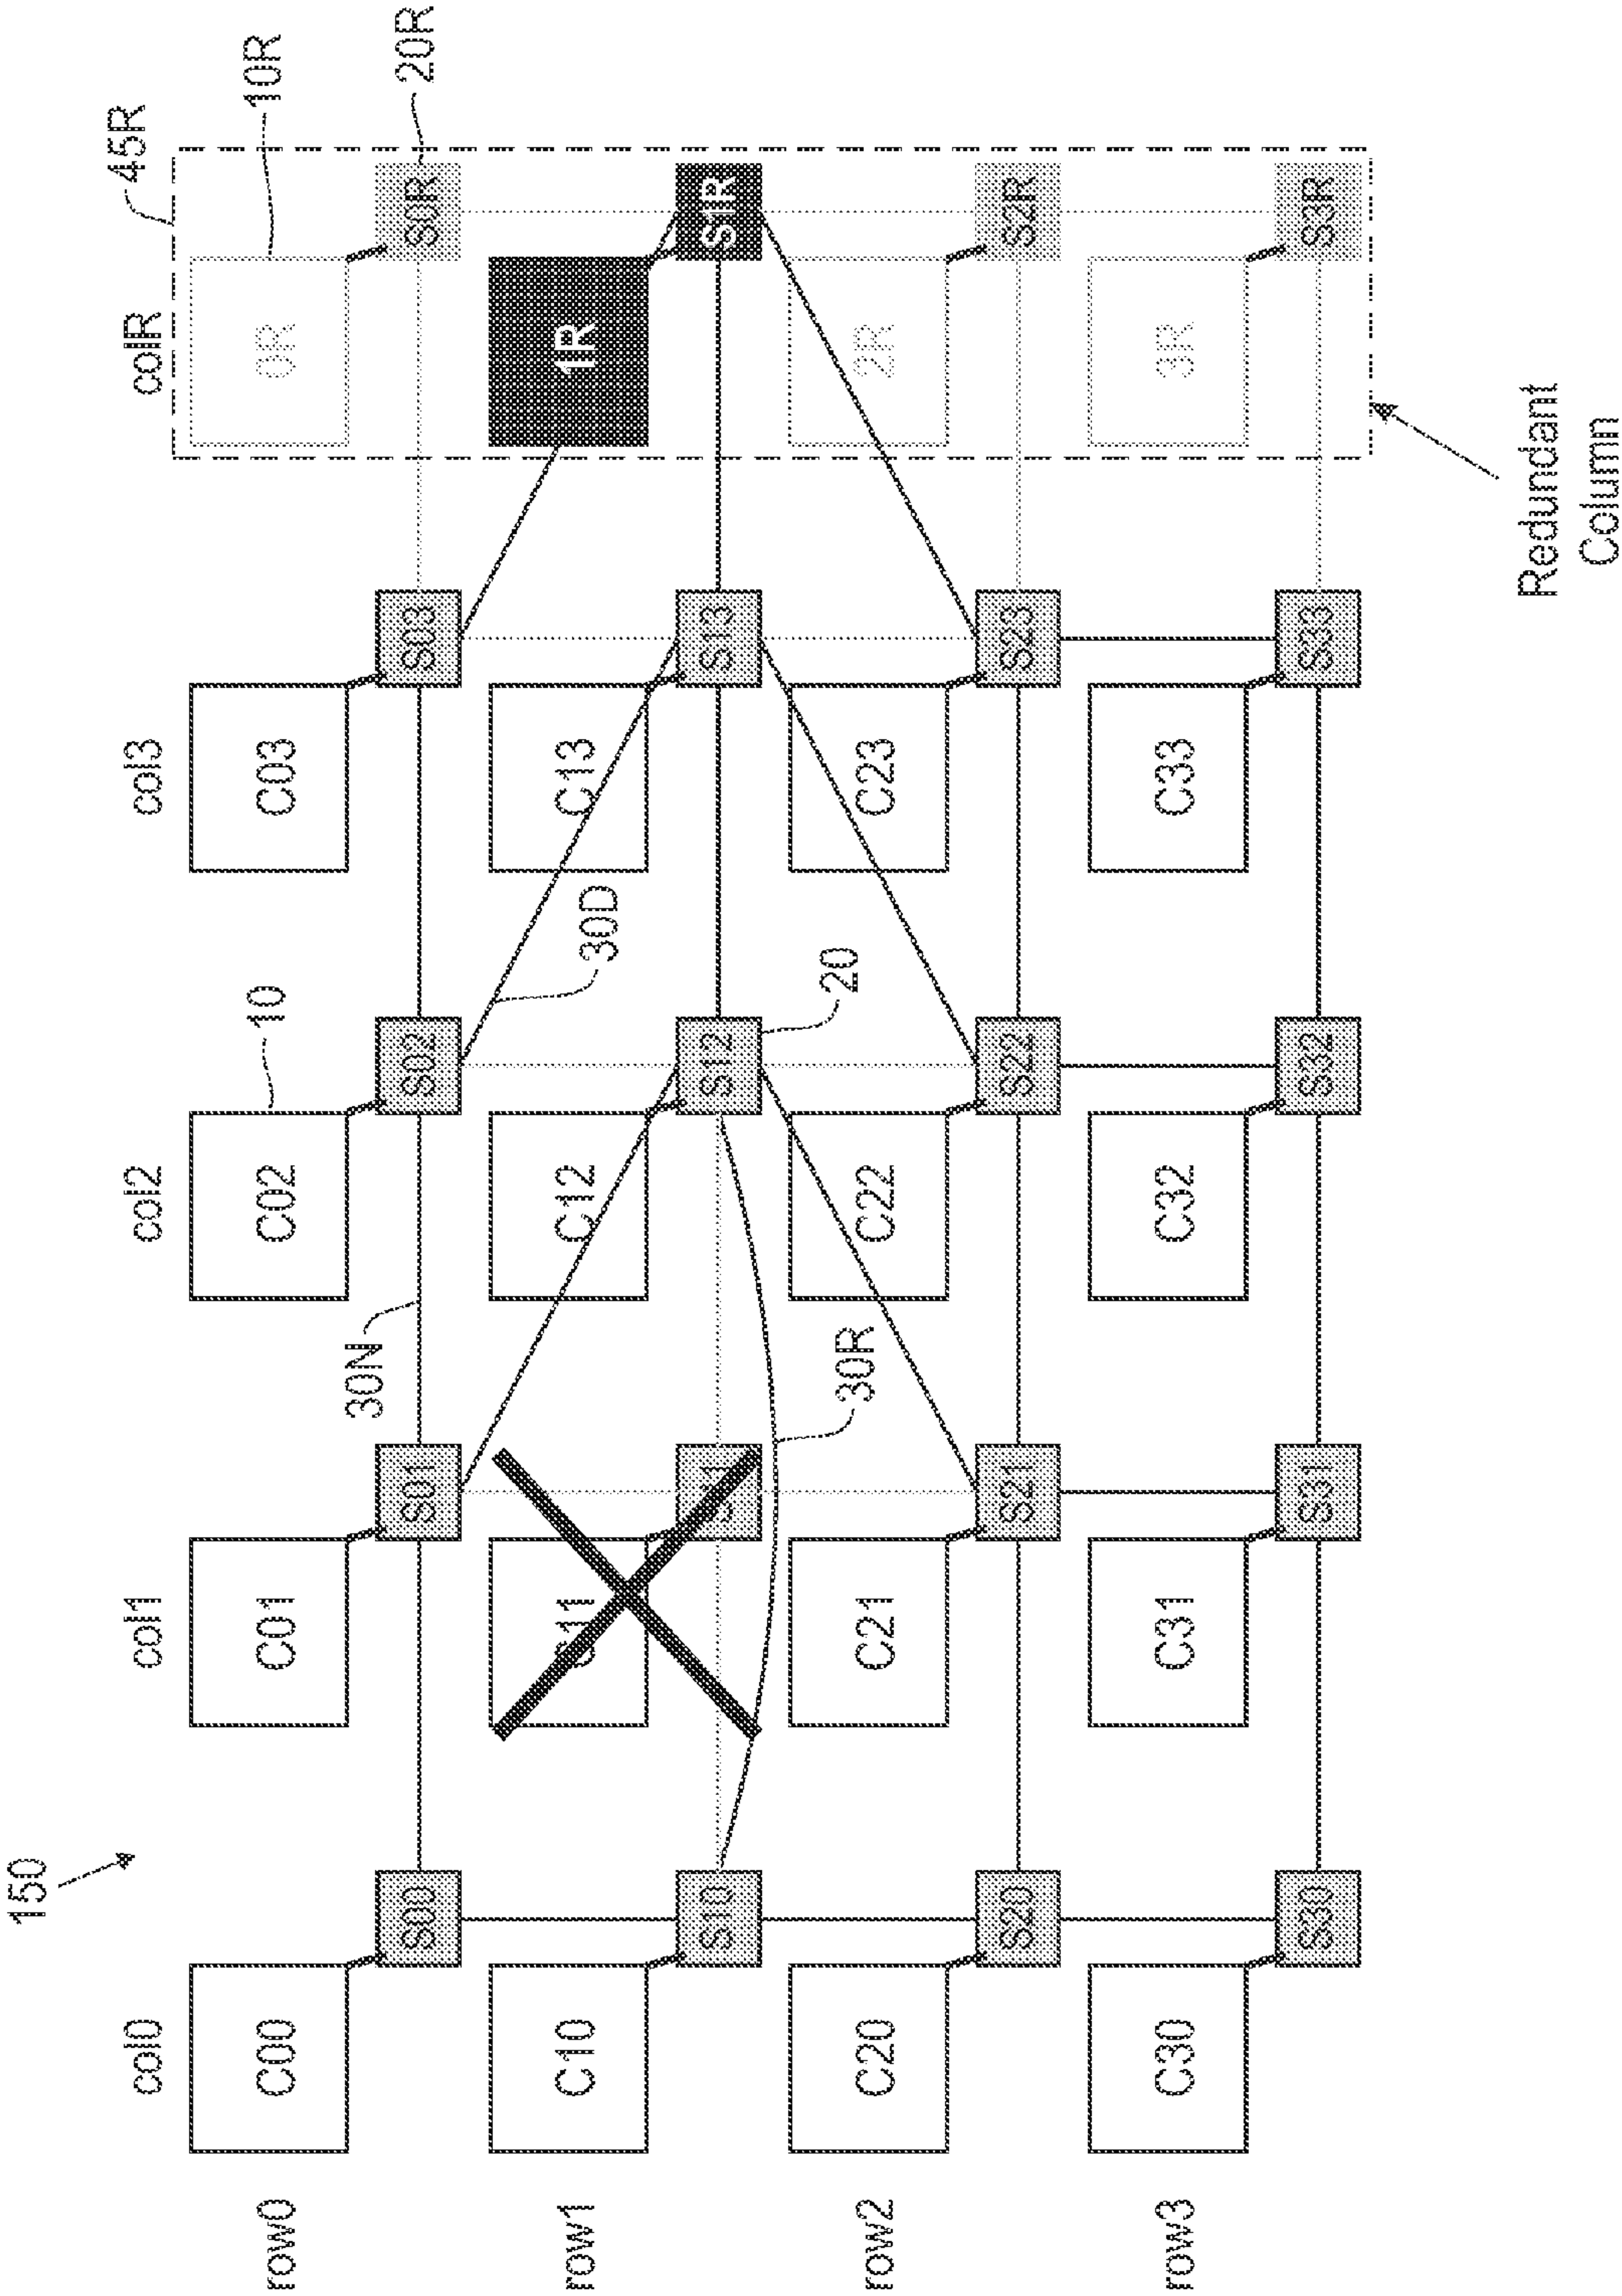 150
45R
col0 col1 col2 col3 colR
row0 C00 C01 C02 10 C03 0R 10R
30N
S00 S01 S02 S03 S0R 20R
row1 C10 C11 C12 C13 1R
30D
S10 S12 S13 S1R
20
30R
row2 C20 C21 C22 C23 2R
S20 S21 S22 S23 S2R
row3 C30 C31 C32 C33 3R
S30 S31 S32 S33 S3R
Redundant
Column